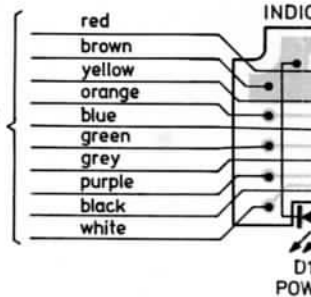 INDIC
red
brown
yellow
orange
blue
green
grey
purple
black
white
D1
POW